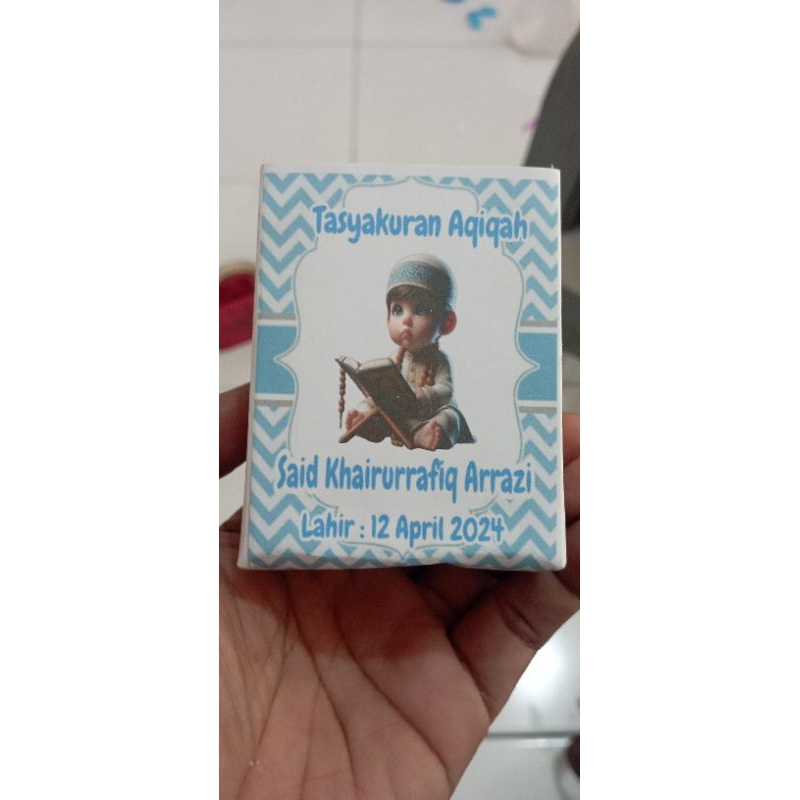 Tasyakuran Aqiqah
Said Khairurrafiq Arrazi
Lahir : 12 April 2024